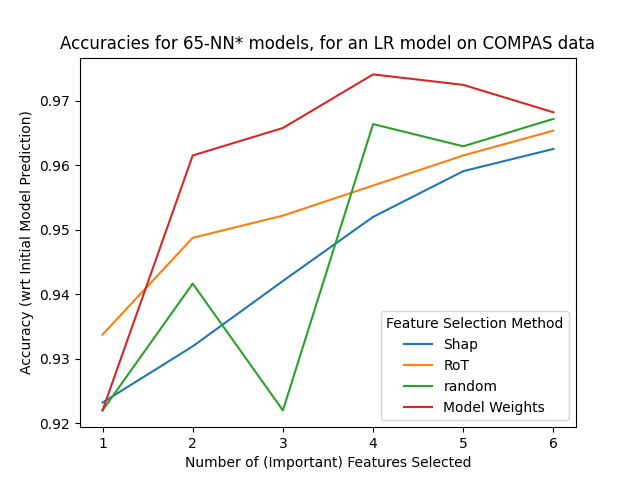 Accuracies for 65-NN* models, for an LR model on COMPAS data
Accuracy (wrt Initial Model Prediction)
0.97
0.96
0.95
0.94
0.93
0.92
Feature Selection Method
Shap
RoT
random
Model Weights
1 2 3 4 5 6
Number of (Important) Features Selected